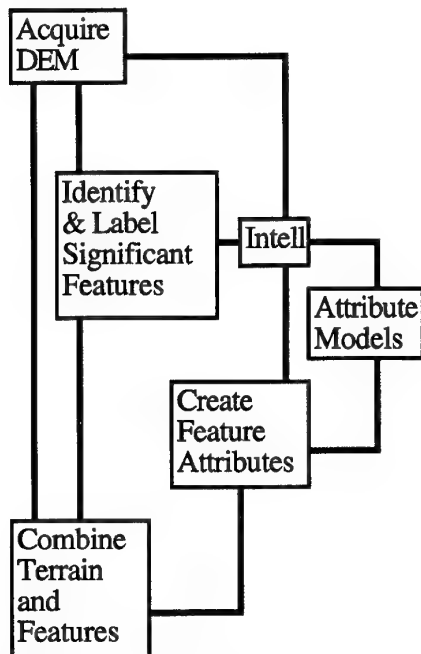 Acquire
DEM
Identify
& Label
Significant
Features
Intell
Attribute
Models
Create
Feature
Attributes
Combine
Terrain
and
Features